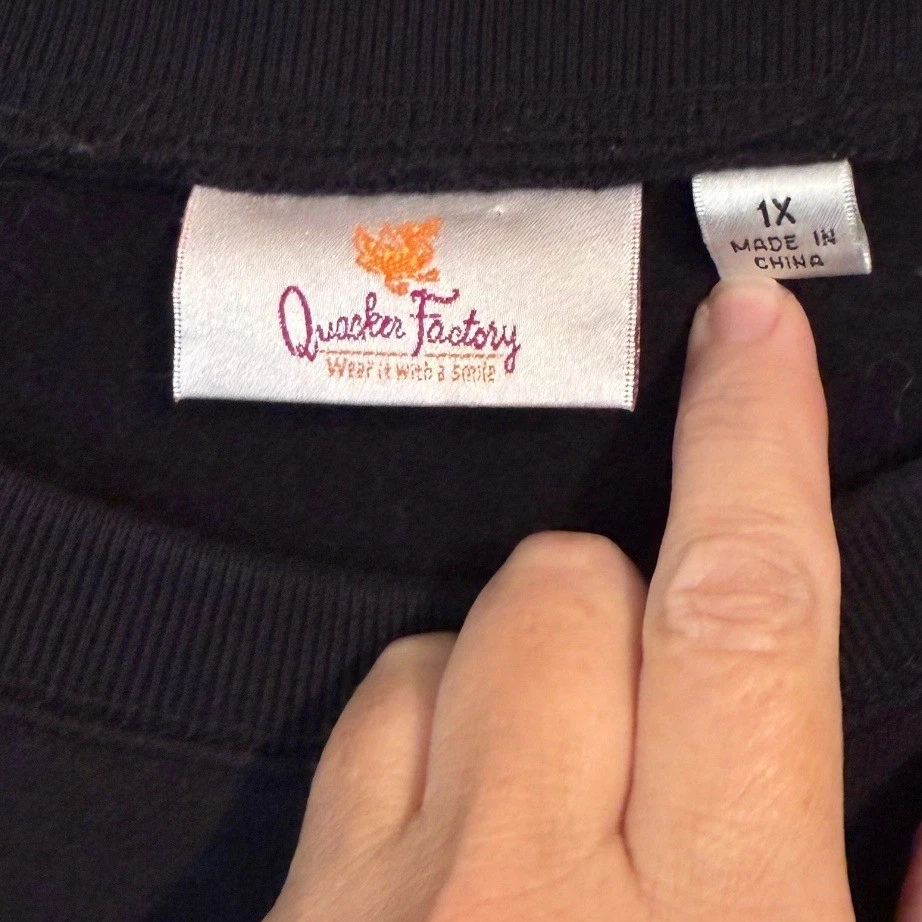 Quacker Factory
Wear it with a smile
1X
MADE IN
CHINA